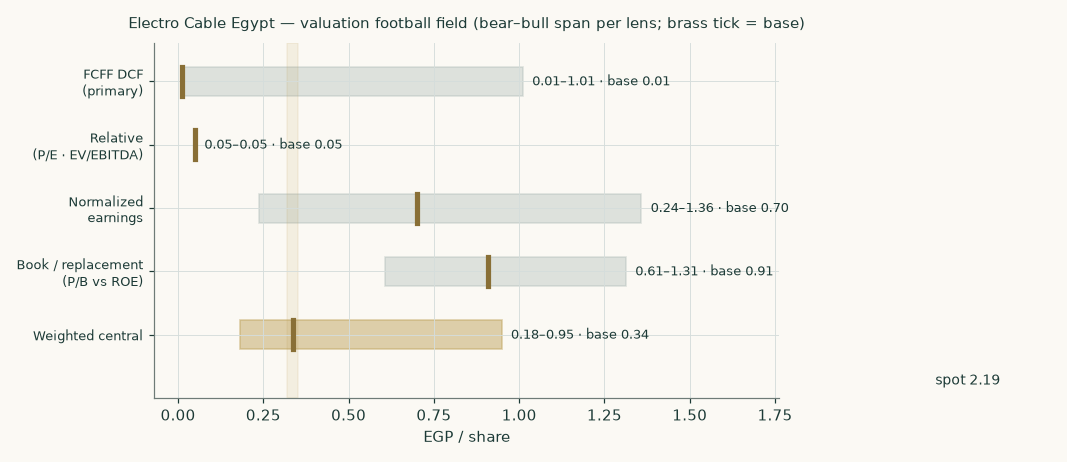 Electro Cable Egypt — valuation football field (bear–bull span per lens; brass tick = base)
FCFF DCF
(primary)
0.01–1.01 · base 0.01
Relative
(P/E · EV/EBITDA)
0.05–0.05 · base 0.05
Normalized
earnings
0.24–1.36 · base 0.70
Book / replacement
(P/B vs ROE)
0.61–1.31 · base 0.91
Weighted central
0.18–0.95 · base 0.34
spot 2.19
0.00 0.25 0.50 0.75 1.00 1.25 1.50 1.75
EGP / share